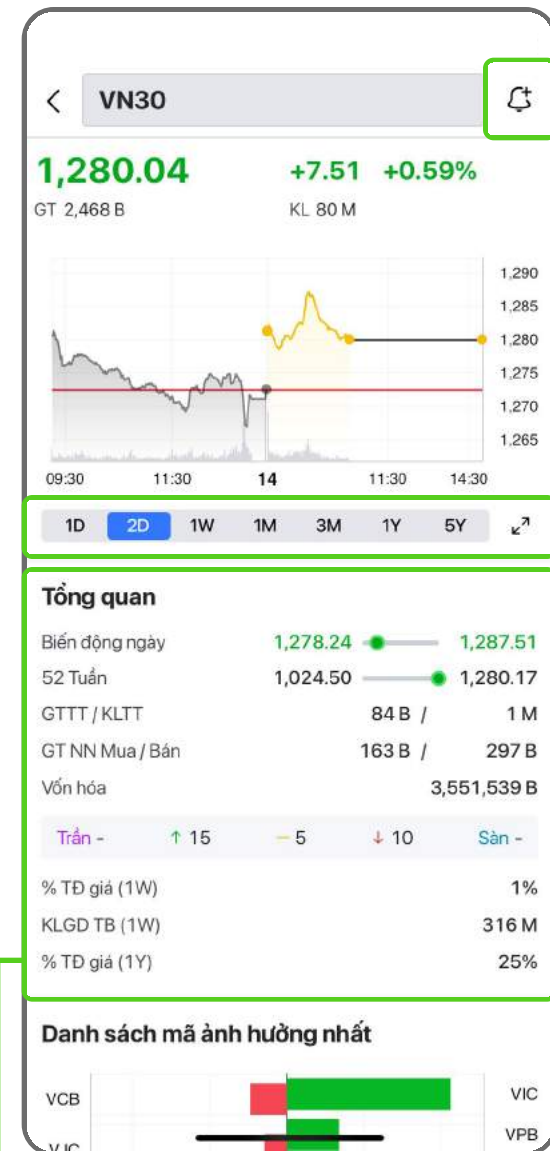 VN30
1,280.04 +7.51 +0.59%
GT 2,468 B KL 80 M
1,290
1,285
1,280
1,275
1,270
1,265
09:30 11:30 14 11:30 14:30
1D 2D 1W 1M 3M 1Y 5Y
Tổng quan
Biến động ngày 1,278.24 1,287.51
52 Tuần 1,024.50 1,280.17
GTTT / KLTT 84 B / 1 M
GT NN Mua / Bán 163 B / 297 B
Vốn hóa 3,551,539 B
Trần - ↑ 15 – 5 ↓ 10 Sàn -
% TĐ giá (1W) 1%
KLGD TB (1W) 316 M
% TĐ giá (1Y) 25%
Danh sách mã ảnh hưởng nhất
VCB VIC
VJC VPB